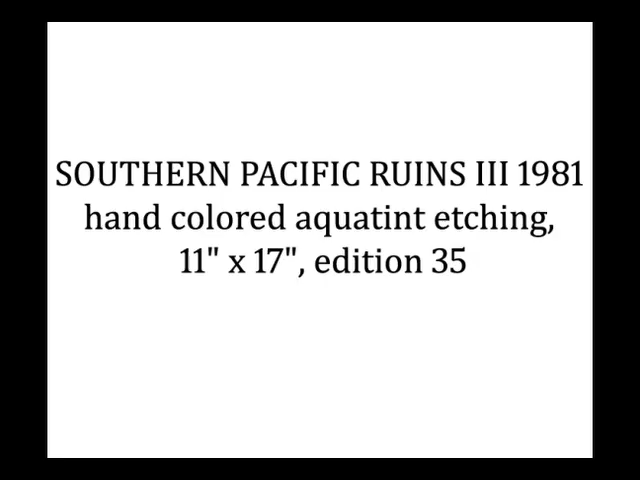 SOUTHERN PACIFIC RUINS III 1981
hand colored aquatint etching,
11" x 17", edition 35